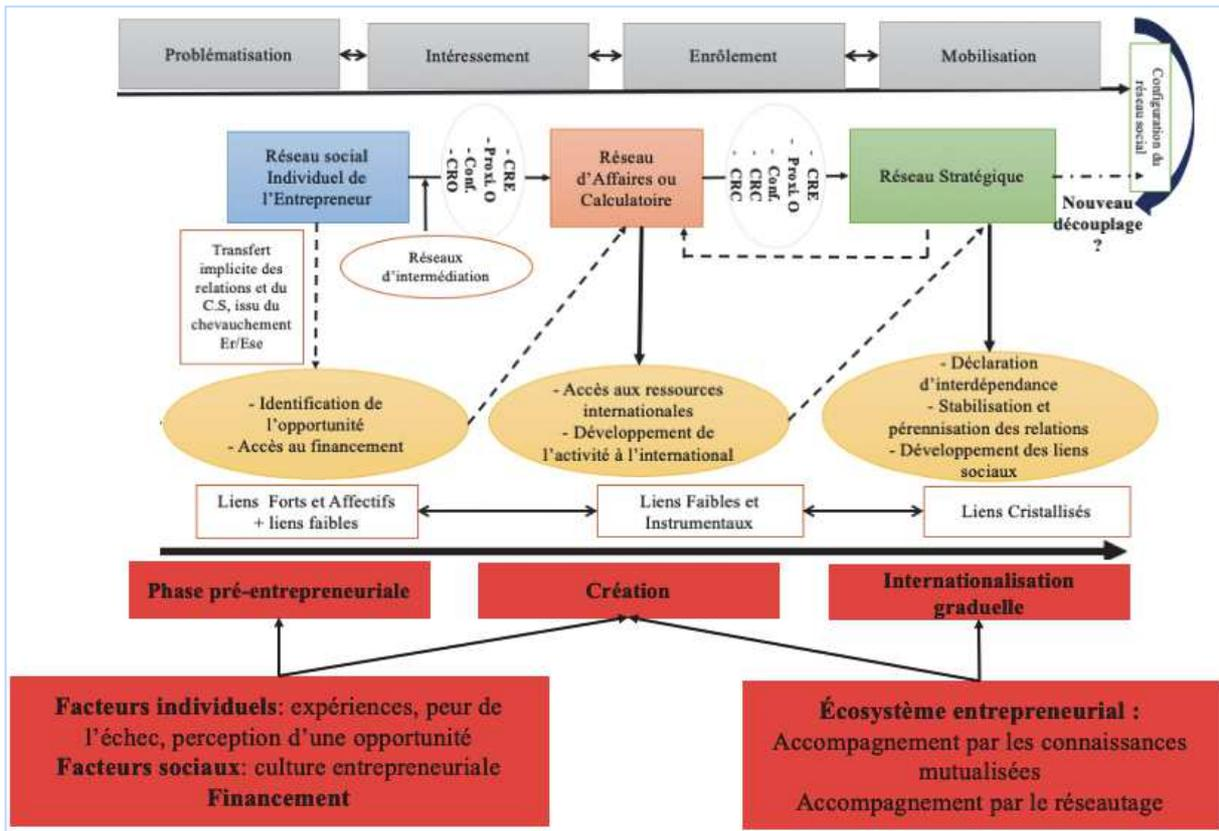 Problématisation
Intéressement
Enrôlement
Mobilisation
Configuration du
réseau social
Réseau social
Individuel de
l'Entrepreneur
- CRE
- Proxi. O
- Conf.
- CRO
Réseau
d'Affaires ou
Calculatoire
- CRE
- Proxi. O
- Conf.
- CRC
- CRC
Réseau Stratégique
Nouveau
découplage
?
Transfert
implicite des
relations et du
C.S, issu du
chevauchement
Er/Ese
Réseaux
d'intermédiation
- Identification de
l'opportunité
- Accès au financement
- Accès aux ressources
internationales
- Développement de
l'activité à l'international
- Déclaration
d'interdépendance
- Stabilisation et
pérennisation des relations
- Développement des liens
sociaux
Liens Forts et Affectifs
+ liens faibles
Liens Faibles et
Instrumentaux
Liens Cristallisés
Phase pré-entrepreneuriale
Création
Internationalisation
graduelle
Facteurs individuels: expériences, peur de
l'échec, perception d'une opportunité
Facteurs sociaux: culture entrepreneuriale
Financement
Écosystème entrepreneurial :
Accompagnement par les connaissances
mutualisées
Accompagnement par le réseautage